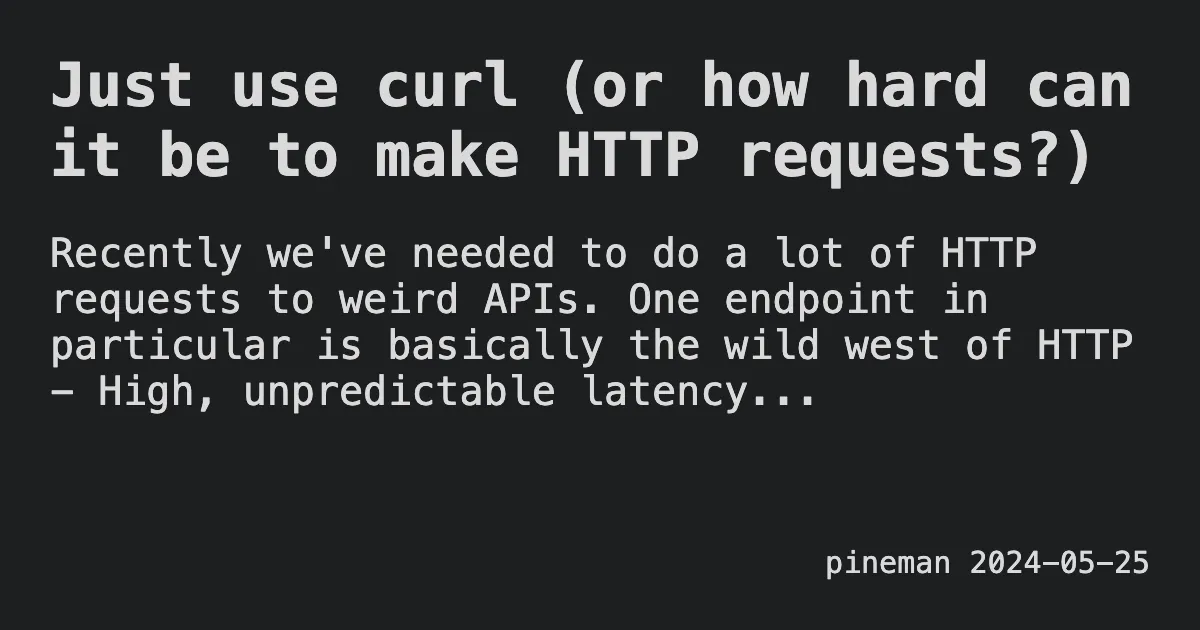 Just use curl (or how hard can
it be to make HTTP requests?)
Recently we've needed to do a lot of HTTP
requests to weird APIs. One endpoint in
particular is basically the wild west of HTTP
– High, unpredictable latency...
pineman 2024–05–25